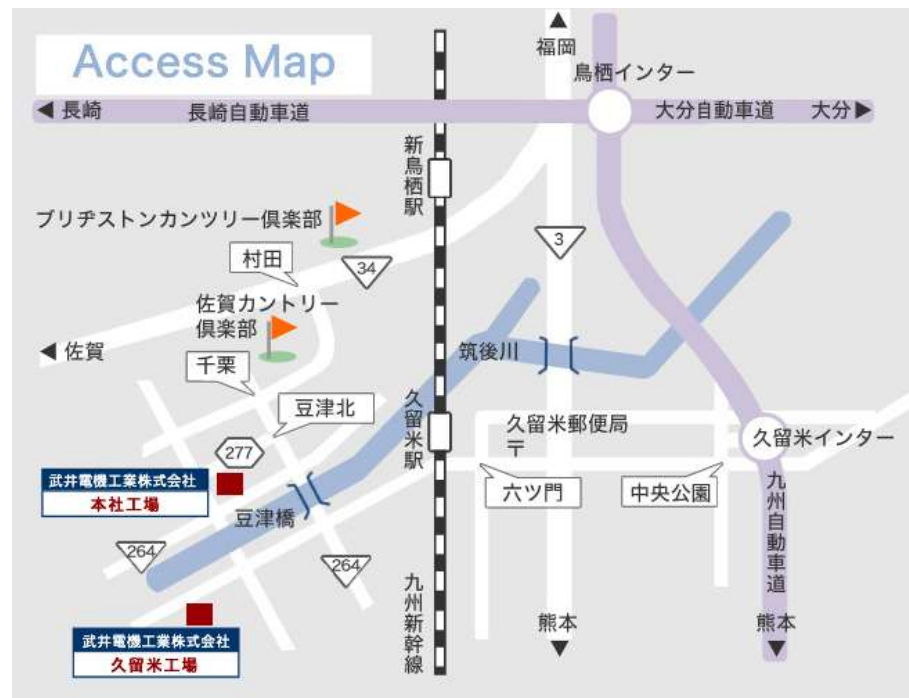 Access Map
▲
福岡
鳥栖インター
◀ 長崎
長崎自動車道
大分自動車道
大分▶
新鳥栖駅
ブリヂストンカンツリー倶楽部
3
村田
34
佐賀カントリー
倶楽部
◀ 佐賀
筑後川
千栗
豆津北
久留米駅
久留米郵便局
〒
久留米インター
277
武井電機工業株式会社
本社工場
六ツ門
中央公園
豆津橋
九州自動車道
264
264
九州新幹線
武井電機工業株式会社
久留米工場
熊本
▼
熊本
▼